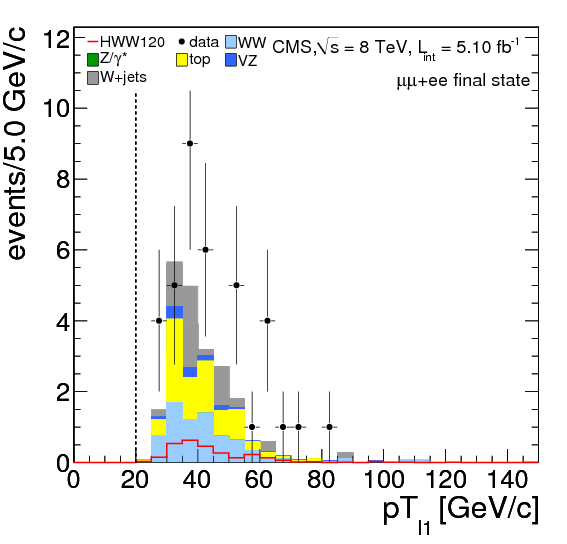 HWW120 data WW CMS,√s = 8 TeV, L_int = 5.10 fb⁻¹
Z/γ* top VZ
W+jets
μμ+ee final state
events/5.0 GeV/c
12
10
8
6
4
2
0
0 20 40 60 80 100 120 140
pT_l1 [GeV/c]